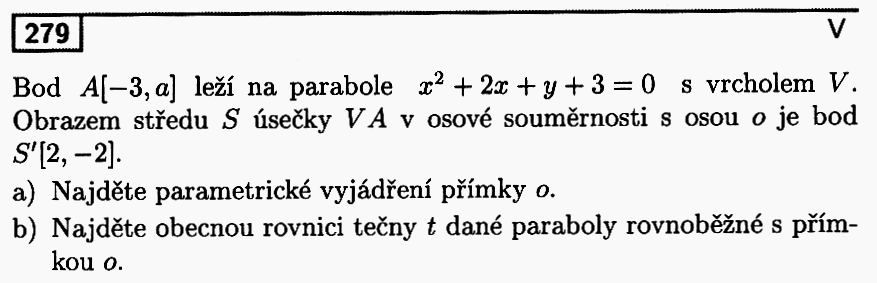 279 V
Bod A[−3, a] leží na parabole x² + 2x + y + 3 = 0 s vrcholem V.
Obrazem středu S úsečky VA v osové souměrnosti s osou o je bod
S′[2, −2].
a) Najděte parametrické vyjádření přímky o.
b) Najděte obecnou rovnici tečny t dané paraboly rovnoběžné s přím-
kou o.